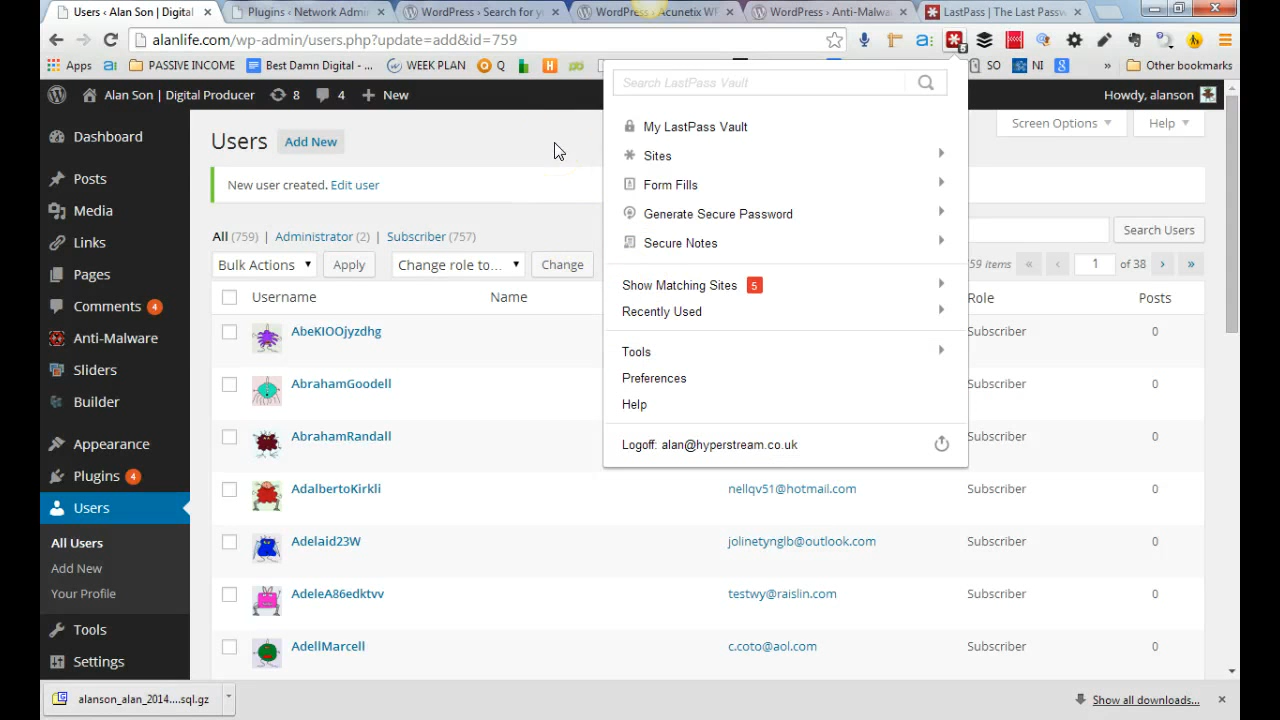 Users ‹ Alan Son | Digital
Plugins ‹ Network Admi
WordPress › Search for y
WordPress › Acunetix WP
WordPress › Anti-Malwa
LastPass | The Last Passw
alanlife.com/wp-admin/users.php?update=add&id=759
Apps
PASSIVE INCOME
Best Damn Digital -
WEEK PLAN
Q
SO
NI
»
Other bookmarks
Alan Son | Digital Producer
8
4
New
Howdy, alanson
Dashboard
Posts
Media
Links
Pages
Comments 4
Anti-Malware
Sliders
Builder
Appearance
Plugins 4
Users
All Users
Add New
Your Profile
Tools
Settings
Users Add New
Screen Options
Help
New user created. Edit user
All (759) | Administrator (2) | Subscriber (757)
Search Users
Bulk Actions
Apply
Change role to...
Change
59 items « ‹ 1 of 38 › »
Username
Name
Role
Posts
AbeKIOOjyzdhg
Subscriber
0
AbrahamGoodell
Subscriber
0
AbrahamRandall
Subscriber
0
AdalbertoKirkli
nellqv51@hotmail.com
Subscriber
0
Adelaid23W
jolinetynglb@outlook.com
Subscriber
0
AdeleA86edktvv
testwy@raislin.com
Subscriber
0
AdellMarcell
c.coto@aol.com
Subscriber
0
Search LastPass Vault
My LastPass Vault
Sites
Form Fills
Generate Secure Password
Secure Notes
Show Matching Sites 5
Recently Used
Tools
Preferences
Help
Logoff: alan@hyperstream.co.uk
alanson_alan_2014....sql.gz
Show all downloads...